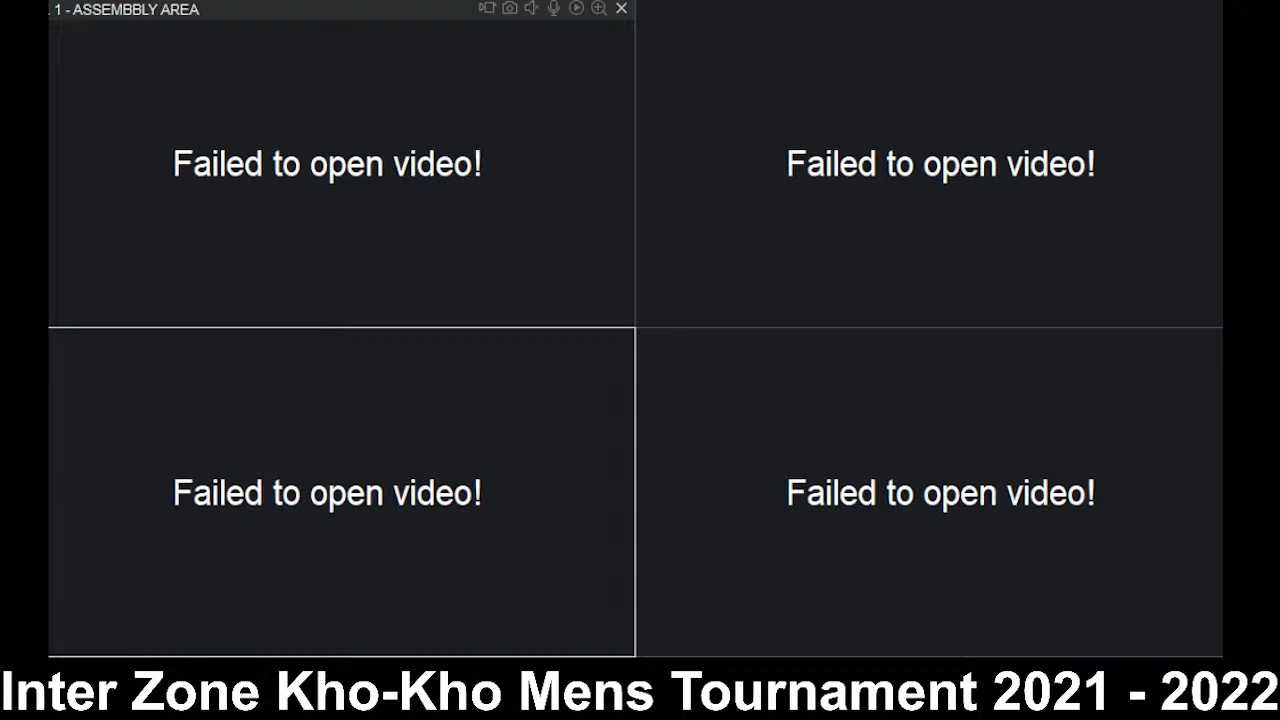 . 1 - ASSEMBBLY AREA
Failed to open video!
Failed to open video!
Failed to open video!
Failed to open video!
Inter Zone Kho-Kho Mens Tournament 2021 - 2022